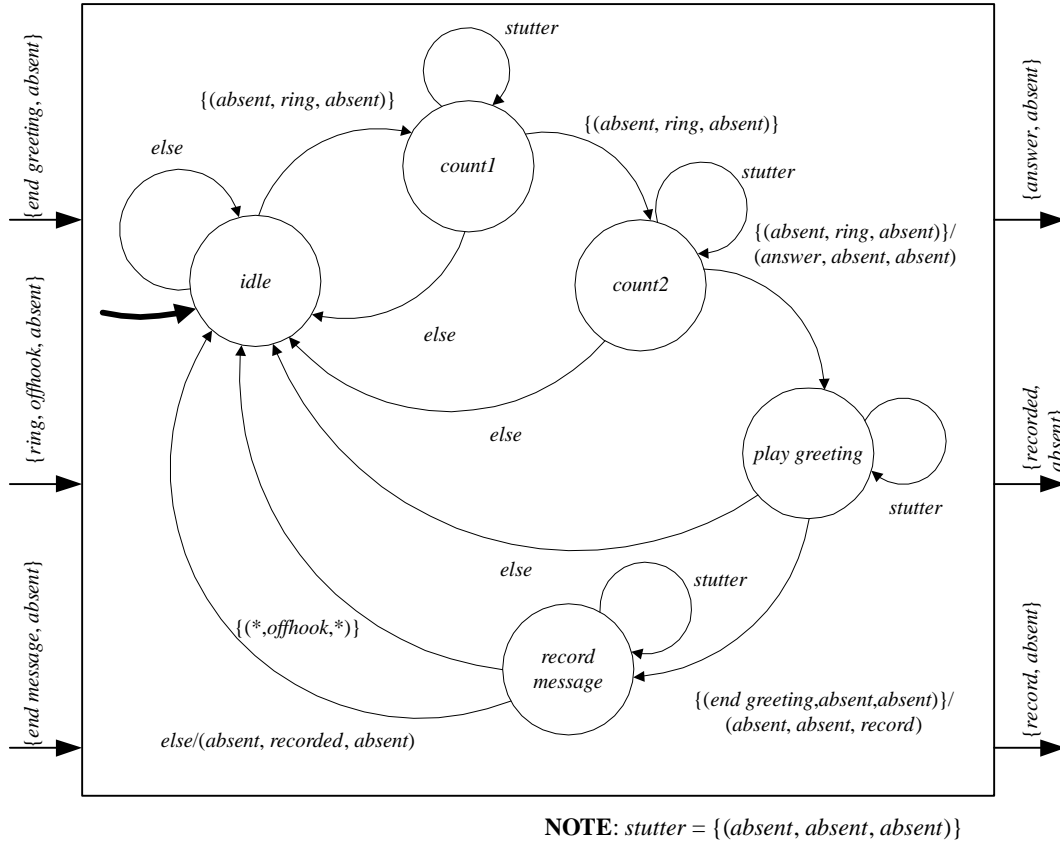 stutter
{end greeting, absent}
{answer, absent}
{(absent, ring, absent)}
{(absent, ring, absent)}
else
count1
stutter
{(absent, ring, absent)}/
(answer, absent, absent)
idle
count2
{ring, offhook, absent}
else
{recorded,
absent}
else
play greeting
stutter
else
stutter
{end message, absent}
{(*,offhook,*)}
record
message
{record, absent}
{(end greeting,absent,absent)}/
(absent, absent, record)
else/(absent, recorded, absent)
NOTE: stutter = {(absent, absent, absent)}